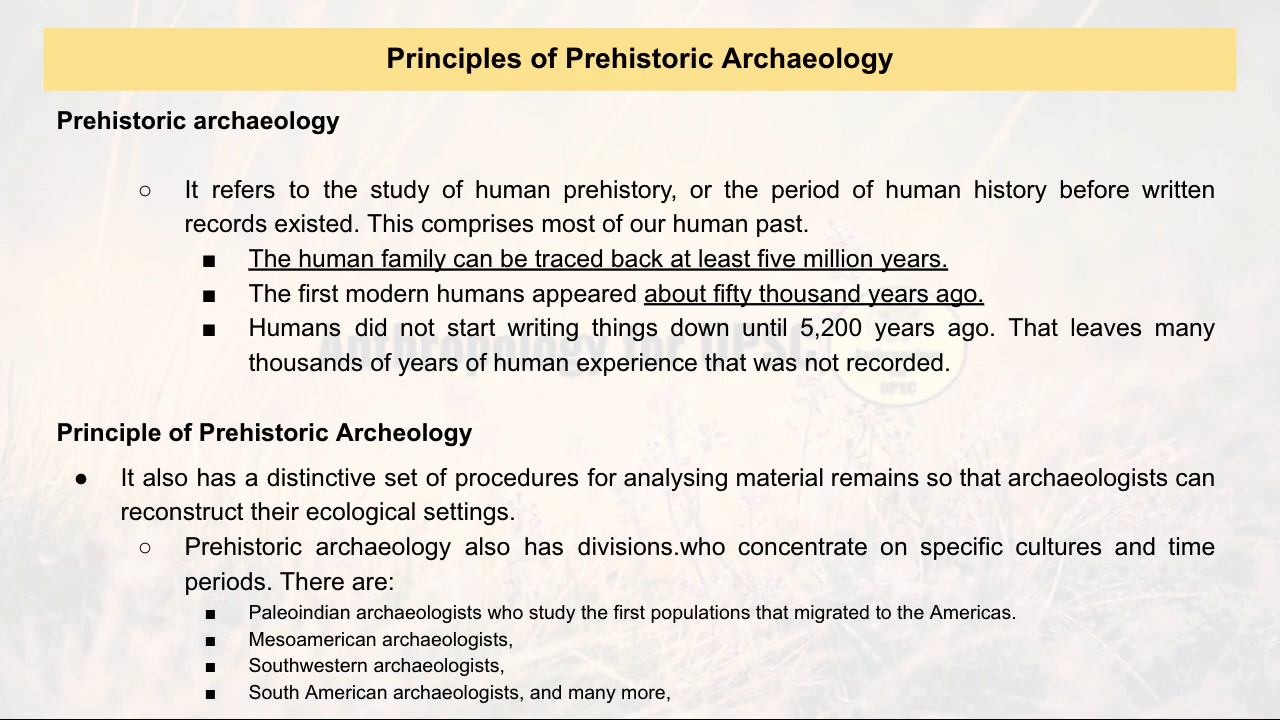 Principles of Prehistoric Archaeology
Prehistoric archaeology
○ It refers to the study of human prehistory, or the period of human history before written
records existed. This comprises most of our human past.
■ The human family can be traced back at least five million years.
■ The first modern humans appeared about fifty thousand years ago.
■ Humans did not start writing things down until 5,200 years ago. That leaves many
thousands of years of human experience that was not recorded.
Anthropology for UPSC
UPSC
Principle of Prehistoric Archeology
● It also has a distinctive set of procedures for analysing material remains so that archaeologists can
reconstruct their ecological settings.
○ Prehistoric archaeology also has divisions.who concentrate on specific cultures and time
periods. There are:
■ Paleoindian archaeologists who study the first populations that migrated to the Americas.
■ Mesoamerican archaeologists,
■ Southwestern archaeologists,
■ South American archaeologists, and many more,